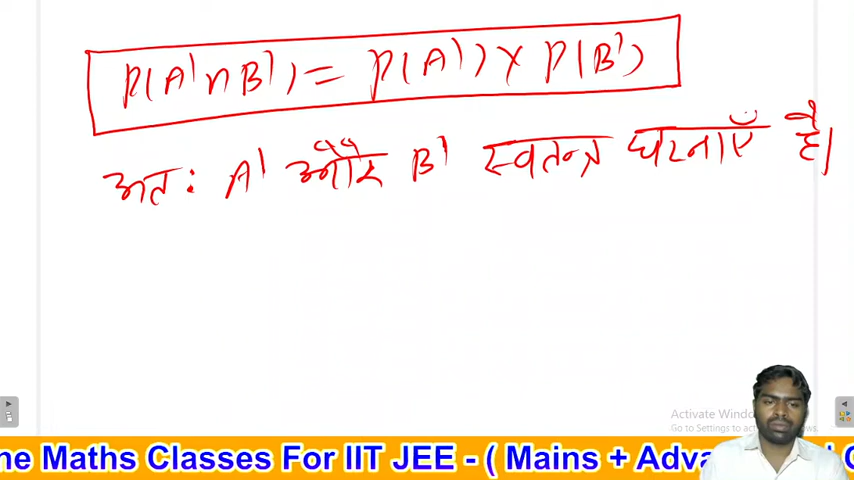 P(A'∩B') = P(A') × P(B')
अतः A' और B' स्वतन्त्र घटनाएँ है।
Activate Windo
Go to Settings to act
ne Maths Classes For IIT JEE - ( Mains + Adva